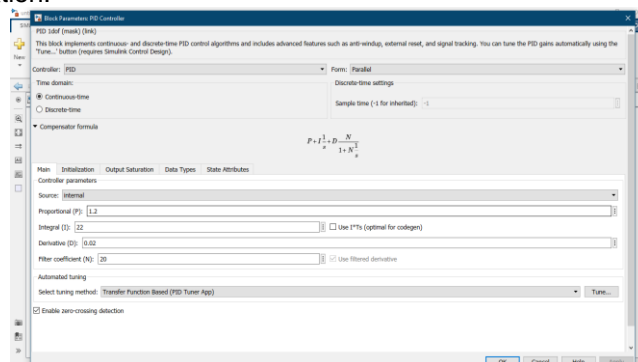 ation.
Block Parameters: PID Controller
PID 1dof (mask) (link)
This block implements continuous- and discrete-time PID control algorithms and includes advanced features such as anti-windup, external reset, and signal tracking. You can tune the PID gains automatically using the
'Tune...' button (requires Simulink Control Design).
Controller: PID Form: Parallel
Time domain: Discrete-time settings
Continuous-time
Discrete-time
Sample time (-1 for inherited): -1
Compensator formula
P+I 1/s +D N/(1+N 1/s)
Main Initialization Output Saturation Data Types State Attributes
Controller parameters
Source: internal
Proportional (P): 1.2
Integral (I): 22 Use I*Ts (optimal for codegen)
Derivative (D): 0.02
Filter coefficient (N): 20 Use filtered derivative
Automated tuning
Select tuning method: Transfer Function Based (PID Tuner App) Tune...
Enable zero-crossing detection
OK Cancel Help Apply
New